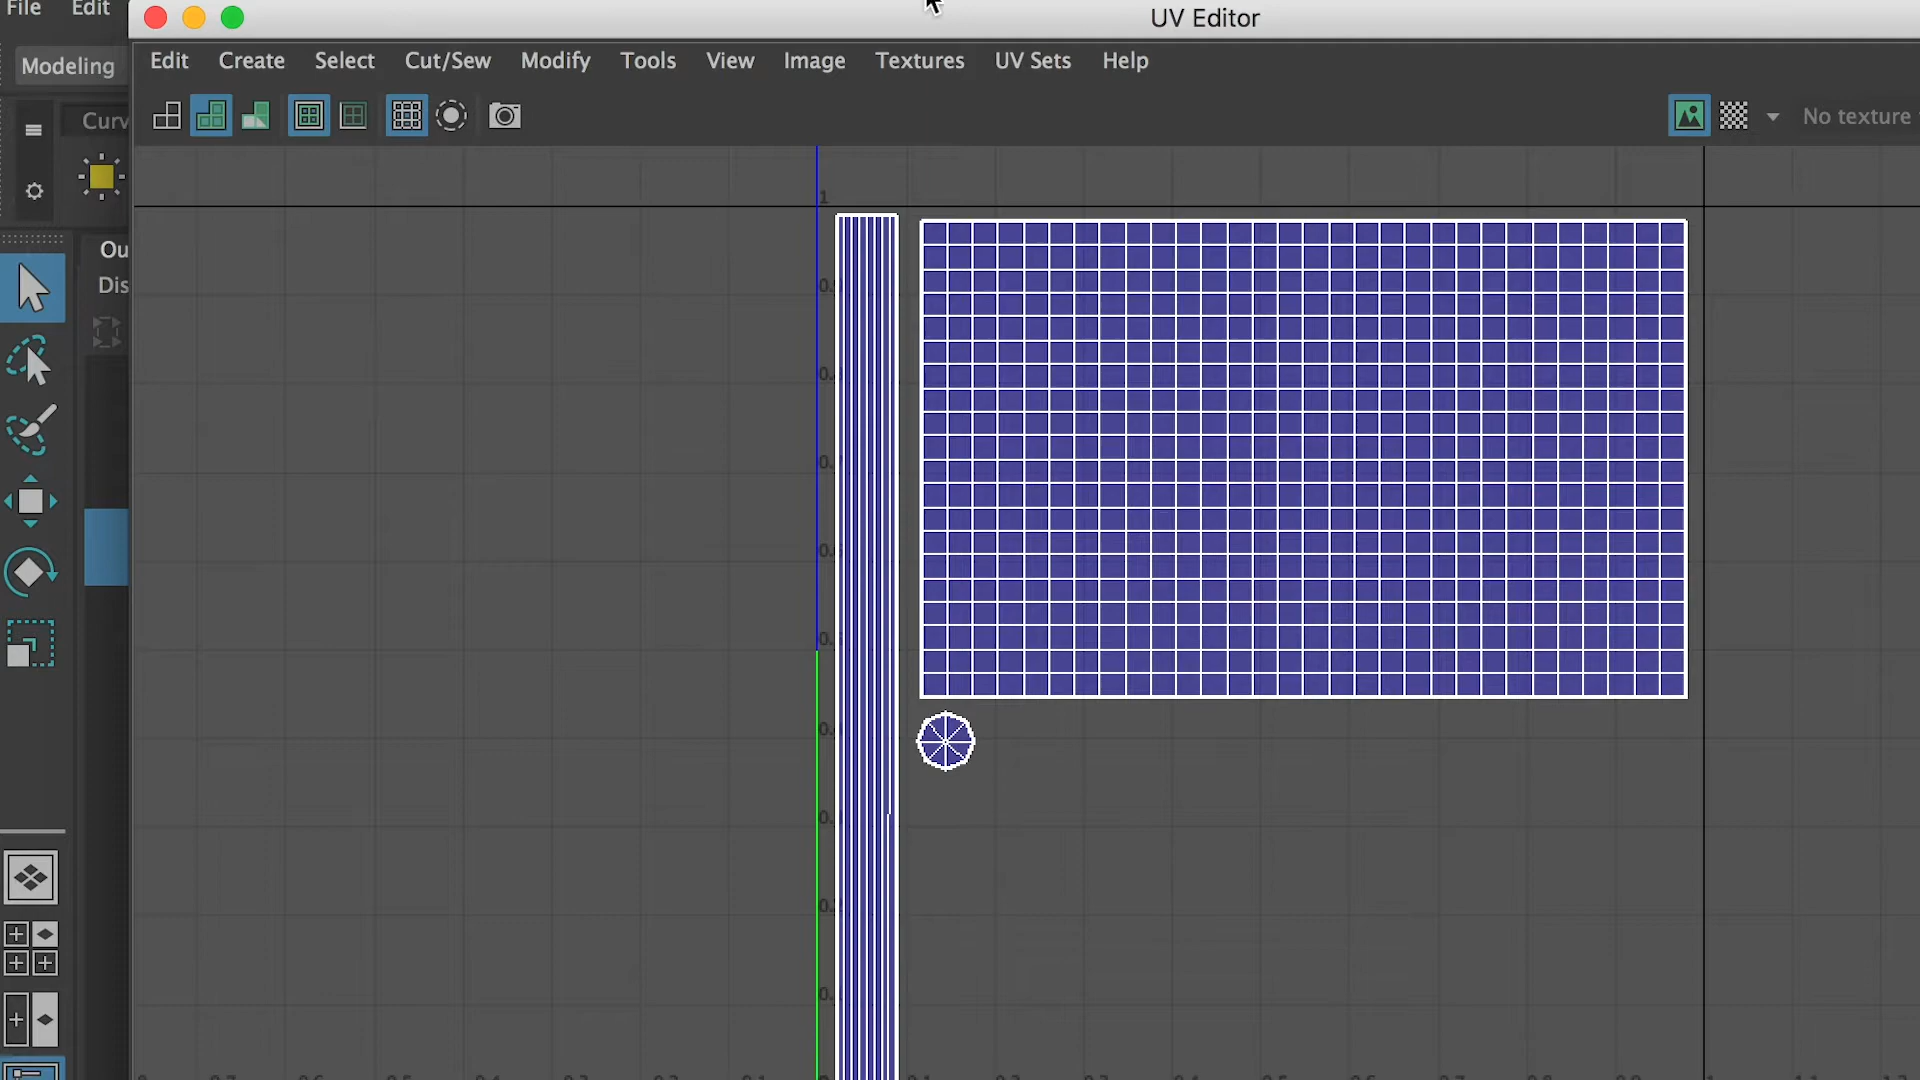 File Edit
UV Editor
Modeling
Edit Create Select Cut/Sew Modify Tools View Image Textures UV Sets Help
Curv
No texture
1
Ou
Dis